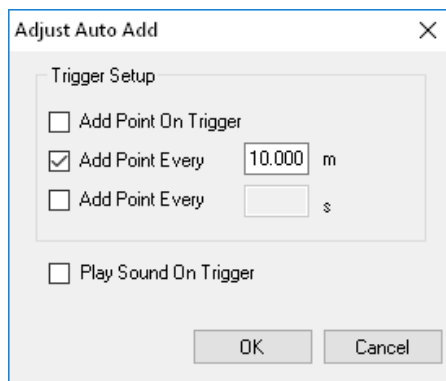 Adjust Auto Add
Trigger Setup
Add Point On Trigger
Add Point Every 10.000 m
Add Point Every s
Play Sound On Trigger
OK Cancel